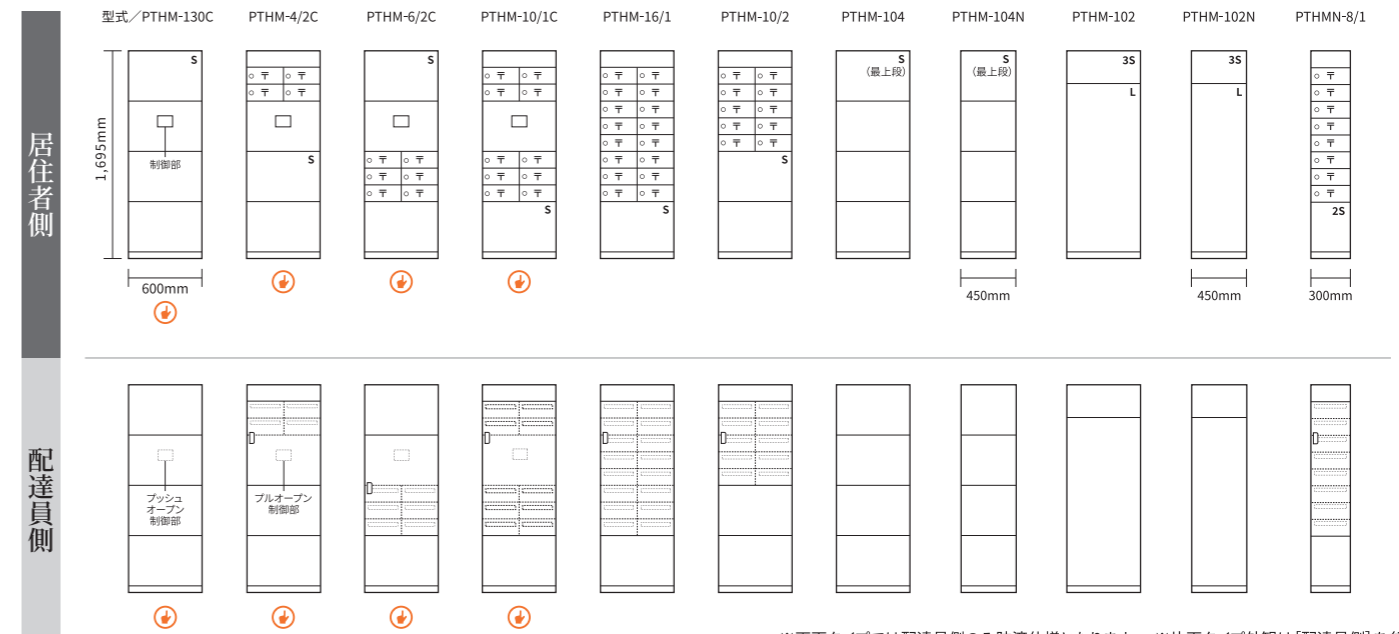 型式／PTHM-130C PTHM-4/2C PTHM-6/2C PTHM-10/1C PTHM-16/1 PTHM-10/2 PTHM-104 PTHM-104N PTHM-102 PTHM-102N PTHMN-8/1
居住者側
1,695mm
S
制御部
600mm
〒 〒
〒 〒
S
S
〒 〒
〒 〒
〒 〒
〒 〒
〒 〒
〒 〒
〒 〒
〒 〒
S
〒 〒
〒 〒
〒 〒
〒 〒
〒 〒
〒 〒
〒 〒
〒 〒
S
〒 〒
〒 〒
〒 〒
〒 〒
〒 〒
S
S
（最上段）
S
（最上段）
450mm
3S
L
3S
L
450mm
〒
〒
〒
〒
〒
〒
〒
〒
2S
300mm
配達員側
プッシュ
オープン
制御部
プルオープン
制御部